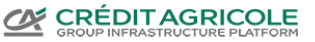 CRÉDIT AGRICOLE
GROUP INFRASTRUCTURE PLATFORM